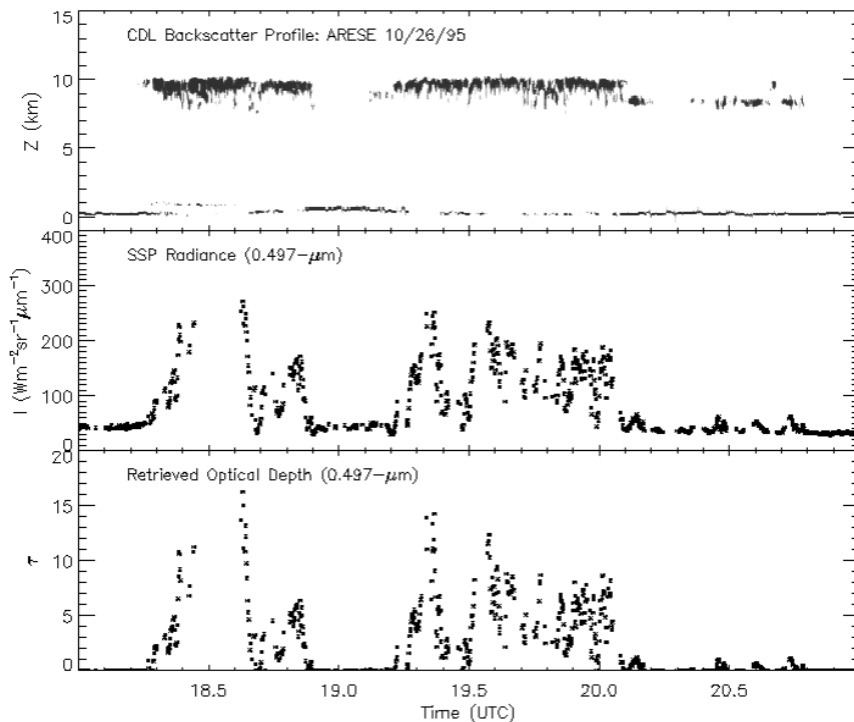 15
CDL Backscatter Profile: ARESE 10/26/95
10
Z (km)
5
0
400
SSP Radiance (0.497-μm)
300
I (Wm⁻²sr⁻¹μm⁻¹)
200
100
0
20
Retrieved Optical Depth (0.497-μm)
15
τ
10
5
0
18.5 19.0 19.5 20.0 20.5
Time (UTC)